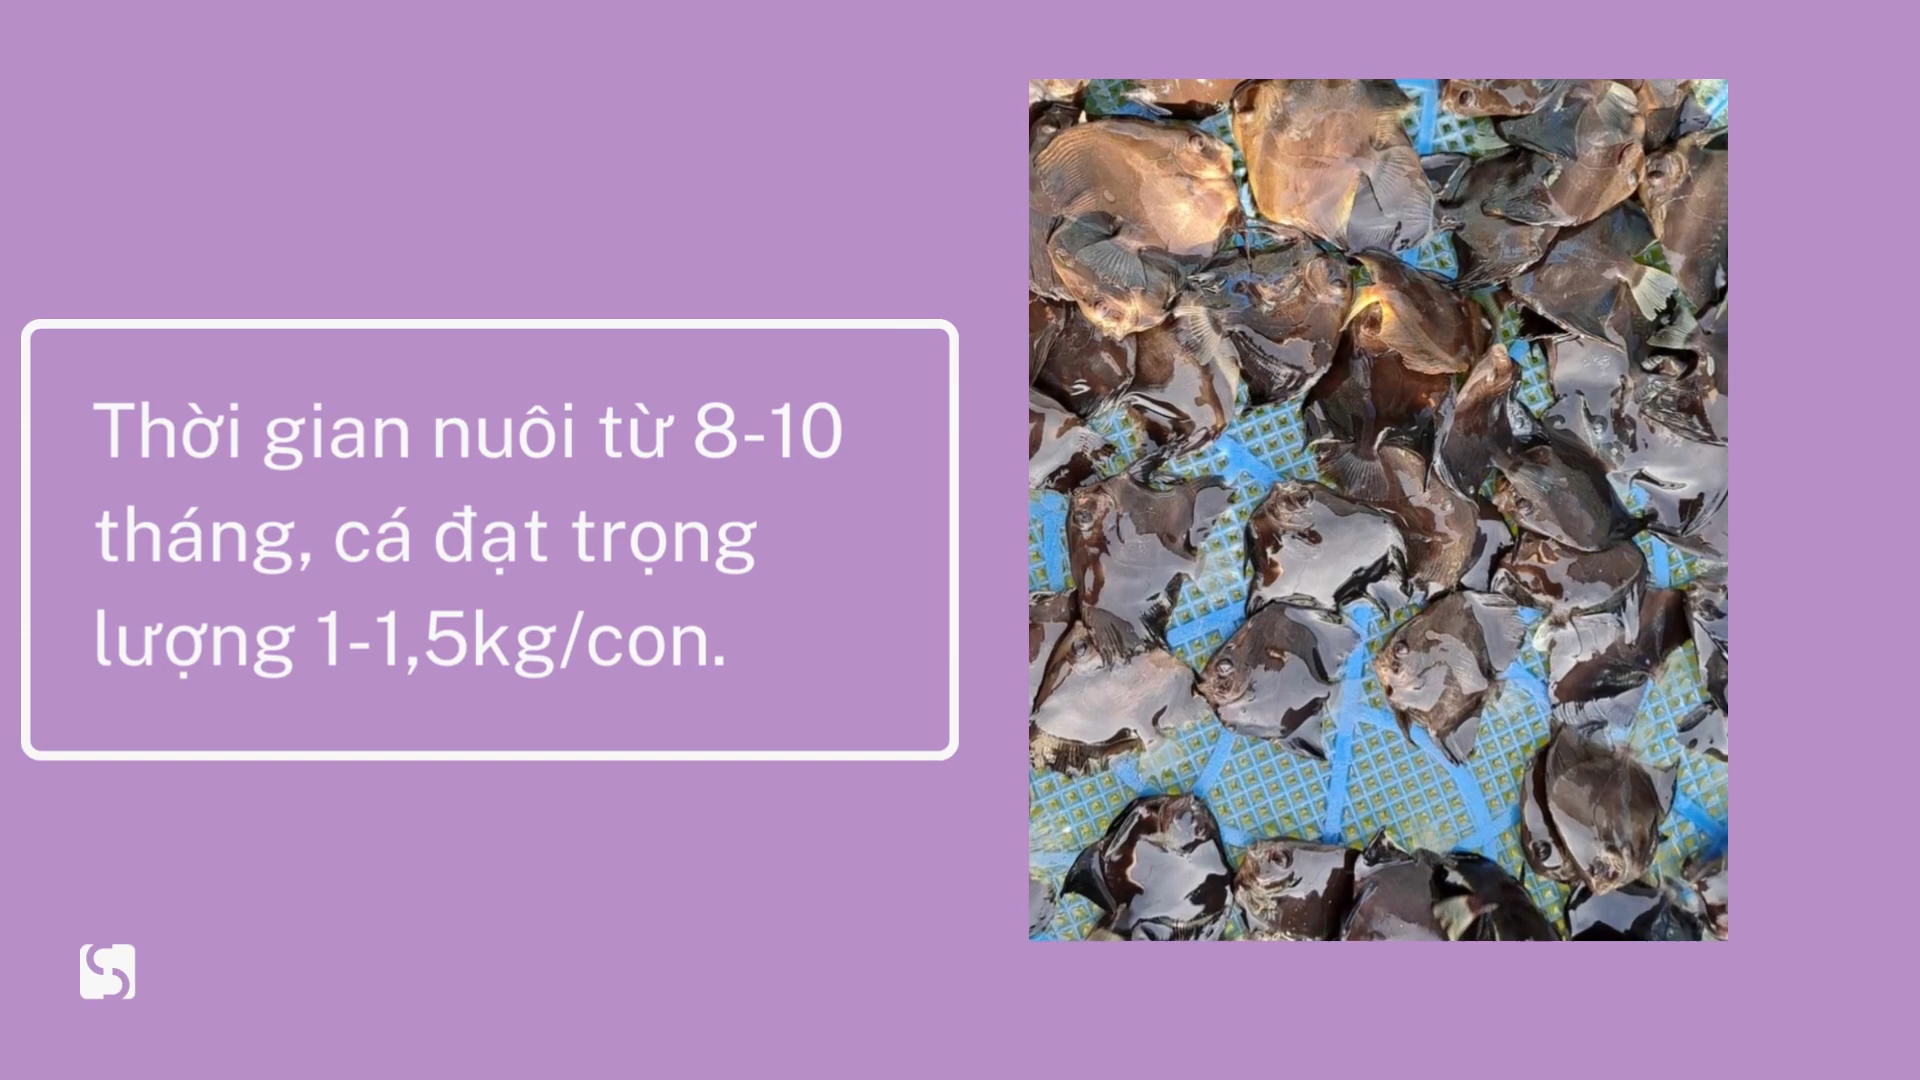 Thời gian nuôi từ 8-10
tháng, cá đạt trọng
lượng 1-1,5kg/con.